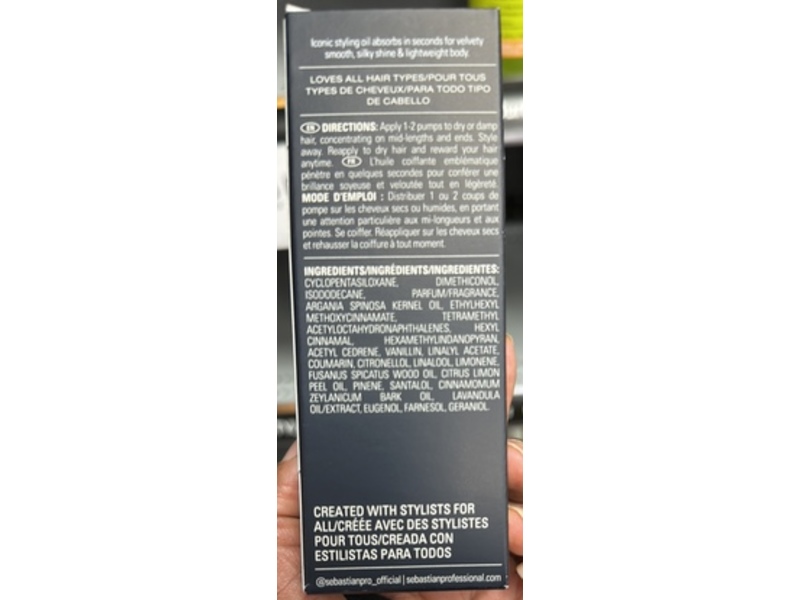 Iconic styling oil absorbs in seconds for velvety
smooth, silky shine & lightweight body.
LOVES ALL HAIR TYPES/POUR TOUS
TYPES DE CHEVEUX/PARA TODO TIPO
DE CABELLO
EN DIRECTIONS: Apply 1-2 pumps to dry or damp
hair, concentrating on mid-lengths and ends. Style
away. Reapply to dry hair and reward your hair
anytime. FR L'huile coiffante emblématique
pénètre en quelques secondes pour conférer une
brillance soyeuse et veloutée tout en légèreté.
MODE D'EMPLOI : Distribuer 1 ou 2 coups de
pompe sur les cheveux secs ou humides, en portant
une attention particulière aux mi-longueurs et aux
pointes. Se coiffer. Réappliquer sur les cheveux secs
et rehausser la coiffure à tout moment.
INGREDIENTS/INGRÉDIENTS/INGREDIENTES:
CYCLOPENTASILOXANE, DIMETHICONOL,
ISODODECANE, PARFUM/FRAGRANCE,
ARGANIA SPINOSA KERNEL OIL, ETHYLHEXYL
METHOXYCINNAMATE, TETRAMETHYL
ACETYLOCTAHYDRONAPHTHALENES, HEXYL
CINNAMAL, HEXAMETHYLINDANOPYRAN,
ACETYL CEDRENE, VANILLIN, LINALYL ACETATE,
COUMARIN, CITRONELLOL, LINALOOL, LIMONENE,
FUSANUS SPICATUS WOOD OIL, CITRUS LIMON
PEEL OIL, PINENE, SANTALOL, CINNAMOMUM
ZEYLANICUM BARK OIL, LAVANDULA
OIL/EXTRACT, EUGENOL, FARNESOL, GERANIOL.
CREATED WITH STYLISTS FOR
ALL/CRÉÉE AVEC DES STYLISTES
POUR TOUS/CREADA CON
ESTILISTAS PARA TODOS
@sebastianpro_official | sebastianprofessional.com